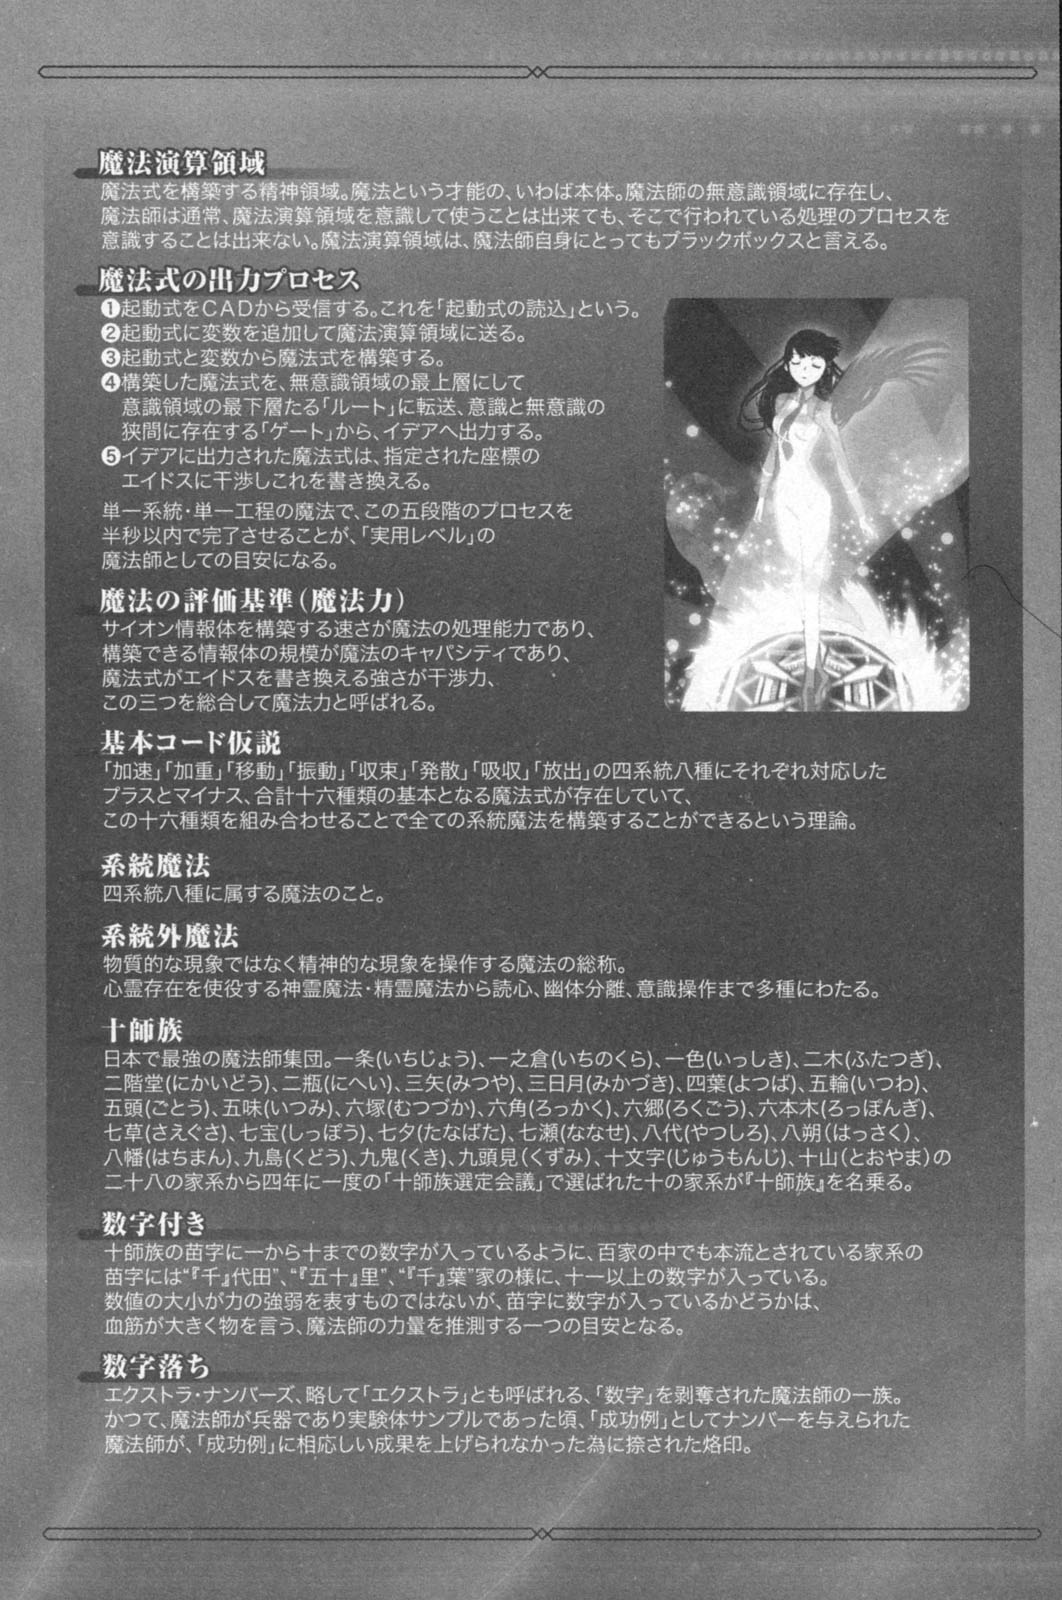 魔法演算領域
魔法式を構築する精神領域。魔法という才能の、いわば本体。魔法師の無意識領域に存在し、
魔法師は通常、魔法演算領域を意識して使うことは出来ても、そこで行われている処理のプロセスを
意識することは出来ない。魔法演算領域は、魔法師自身にとってもブラックボックスと言える。
魔法式の出力プロセス
❶起動式をCADから受信する。これを「起動式の読込」という。
❷起動式に変数を追加して魔法演算領域に送る。
❸起動式と変数から魔法式を構築する。
❹構築した魔法式を、無意識領域の最上層にして
意識領域の最下層たる「ルート」に転送、意識と無意識の
狭間に存在する「ゲート」から、イデアへ出力する。
❺イデアに出力された魔法式は、指定された座標の
エイドスに干渉しこれを書き換える。
単一系統・単一工程の魔法で、この五段階のプロセスを
半秒以内で完了させることが、「実用レベル」の
魔法師としての目安になる。
魔法の評価基準(魔法力)
サイオン情報体を構築する速さが魔法の処理能力であり、
構築できる情報体の規模が魔法のキャパシティであり、
魔法式がエイドスを書き換える強さが干渉力、
この三つを総合して魔法力と呼ばれる。
基本コード仮説
「加速」「加重」「移動」「振動」「収束」「発散」「吸収」「放出」の四系統八種にそれぞれ対応した
プラスとマイナス、合計十六種類の基本となる魔法式が存在していて、
この十六種類を組み合わせることで全ての系統魔法を構築することができるという理論。
系統魔法
四系統八種に属する魔法のこと。
系統外魔法
物質的な現象ではなく精神的な現象を操作する魔法の総称。
心霊存在を使役する神霊魔法・精霊魔法から読心、幽体分離、意識操作まで多種にわたる。
十師族
日本で最強の魔法師集団。一条(いちじょう)、一之倉(いちのくら)、一色(いっしき)、二木(ふたつぎ)、
二階堂(にかいどう)、二瓶(にへい)、三矢(みつや)、三日月(みかづき)、四葉(よつば)、五輪(いつわ)、
五頭(ごとう)、五味(いつみ)、六塚(むつづか)、六角(ろっかく)、六郷(ろくごう)、六本木(ろっぽんぎ)、
七草(さえぐさ)、七宝(しっぽう)、七夕(たなばた)、七瀬(ななせ)、八代(やつしろ)、八朔(はっさく)、
八幡(はちまん)、九島(くどう)、九鬼(くき)、九頭見(くずみ)、十文字(じゅうもんじ)、十山(とおやま)の
二十八の家系から四年に一度の「十師族選定会議」で選ばれた十の家系が『十師族』を名乗る。
数字付き
十師族の苗字に一から十までの数字が入っているように、百家の中でも本流とされている家系の
苗字には“『千』代田”、“『五十』里”、“『千』葉”家の様に、十一以上の数字が入っている。
数値の大小が力の強弱を表すものではないが、苗字に数字が入っているかどうかは、
血筋が大きく物を言う、魔法師の力量を推測する一つの目安となる。
数字落ち
エクストラ・ナンバーズ、略して「エクストラ」とも呼ばれる、「数字」を剥奪された魔法師の一族。
かつて、魔法師が兵器であり実験体サンプルであった頃、「成功例」としてナンバーを与えられた
魔法師が、「成功例」に相応しい成果を上げられなかった為に捺された烙印。